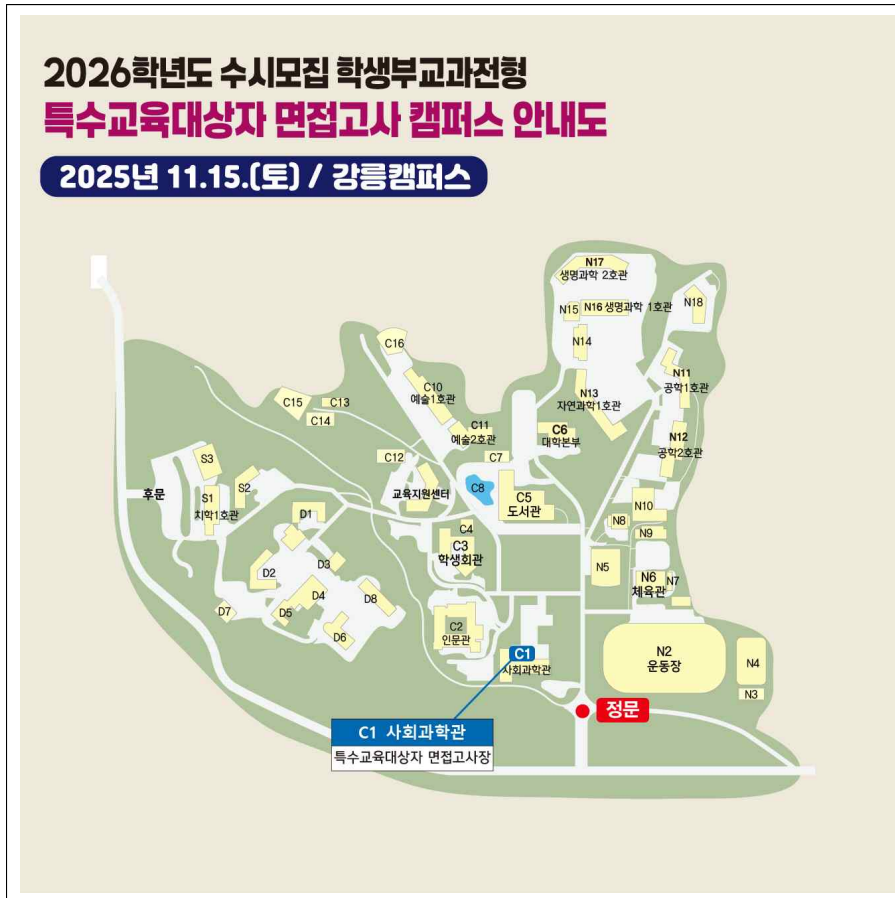 2026학년도 수시모집 학생부교과전형
특수교육대상자 면접고사 캠퍼스 안내도
2025년 11.15.(토) / 강릉캠퍼스
N17
생명과학 2호관
N15
N16 생명과학 1호관
N18
N14
C16
N11
공학1호관
C10
예술1호관
N13
자연과학1호관
C15
C13
C14
C11
예술2호관
C6
대학본부
N12
공학2호관
C12
C7
S3
S2
교육지원센터
C8
C5
도서관
후문
S1
치학1호관
N10
D1
N8
C4
N9
C3
학생회관
D3
N5
D2
N6
체육관
N7
D4
D8
D7
D5
D6
C2
인문관
C1
사회과학관
N2
운동장
N4
N3
정문
C1 사회과학관
특수교육대상자 면접고사장